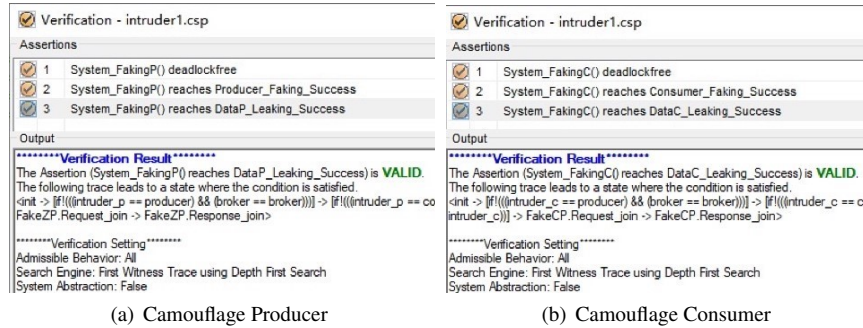 Verification - intruder1.csp
Assertions
1 System_FakingP() deadlockfree
2 System_FakingP() reaches Producer_Faking_Success
3 System_FakingP() reaches DataP_Leaking_Success
Output
********Verification Result********
The Assertion (System_FakingP() reaches DataP_Leaking_Success) is VALID.
The following trace leads to a state where the condition is satisfied.
<init -> [if!(((intruder_p == producer) && (broker == broker)))] -> [if!(((intruder_p == co
FakeZP.Request_join -> FakeZP.Response_join>
********Verification Setting********
Admissible Behavior: All
Search Engine: First Witness Trace using Depth First Search
System Abstraction: False
(a) Camouflage Producer
Verification - intruder1.csp
Assertions
1 System_FakingC() deadlockfree
2 System_FakingC() reaches Consumer_Faking_Success
3 System_FakingC() reaches DataC_Leaking_Success
Output
********Verification Result********
The Assertion (System_FakingC() reaches DataC_Leaking_Success) is VALID.
The following trace leads to a state where the condition is satisfied.
<init -> [if!(((intruder_c == producer) && (broker == broker)))] -> [if!(((intruder_c == c
intruder_c))] -> FakeCP.Request_join -> FakeCP.Response_join>
********Verification Setting********
Admissible Behavior: All
Search Engine: First Witness Trace using Depth First Search
System Abstraction: False
(b) Camouflage Consumer